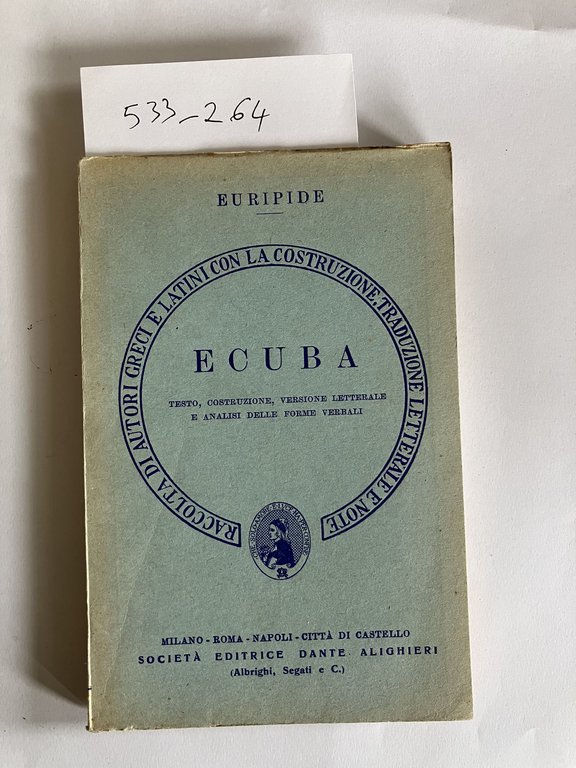 533_264
EURIPIDE
RACCOLTA DI AUTORI GRECI E LATINI CON LA COSTRUZIONE, TRADUZIONE LETTERALE E NOTE
ECUBA
TESTO, COSTRUZIONE, VERSIONE LETTERALE
E ANALISI DELLE FORME VERBALI
MILANO - ROMA - NAPOLI - CITTÀ DI CASTELLO
SOCIETÀ EDITRICE DANTE ALIGHIERI
(Albrighi, Segati e C.)